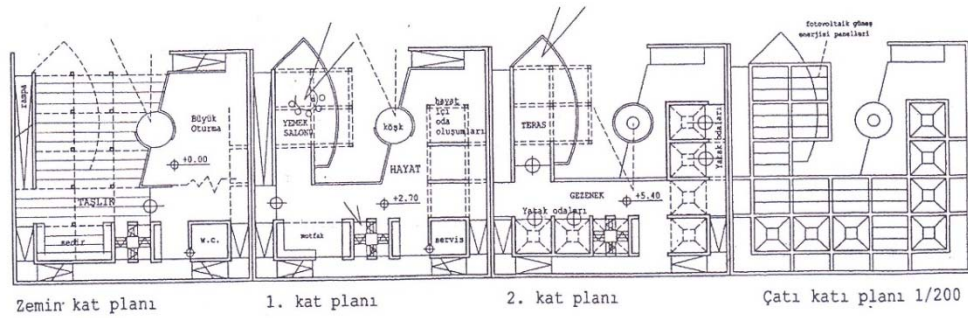 rampa
Büyük
Oturma
+0.00
TAŞLIK
sedir
w.c.
Zemin kat planı
YEMEK
SALONU
köşk
hayat
içi
oda
oluşumları
HAYAT
+2.70
mutfak
servis
1. kat planı
TERAS
Yatak odaları
GEZENEK
+5.40
Yatak odaları
2. kat planı
fotovoltaik güneş
enerjisi panelleri
Çatı katı planı 1/200